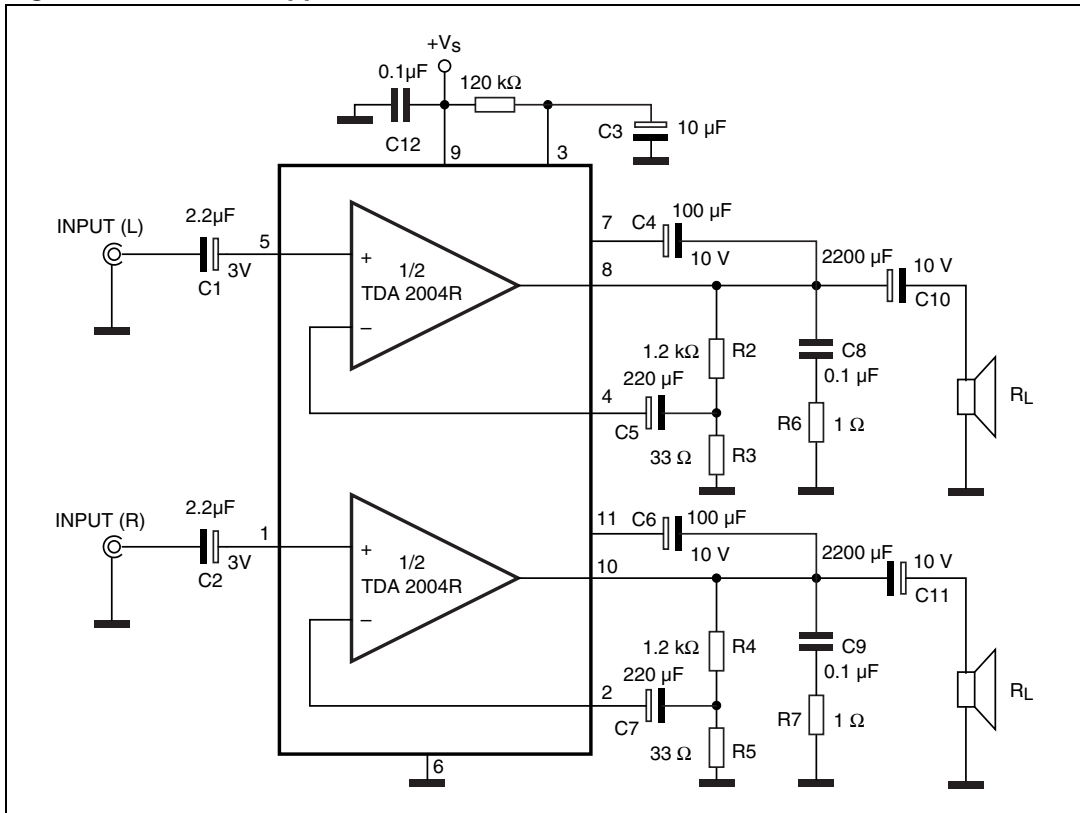 +VS
0.1µF
120 kΩ
C12
C3
10 µF
9
3
INPUT (L)
2.2µF
3V
C1
5
+
1/2
TDA 2004R
–
7
C4
100 µF
10 V
8
2200 µF
10 V
C10
1.2 kΩ
R2
C8
0.1 µF
220 µF
4
C5
33 Ω
R3
R6
1 Ω
RL
INPUT (R)
2.2µF
3V
C2
1
+
1/2
TDA 2004R
–
11
C6
100 µF
10 V
10
2200 µF
10 V
C11
1.2 kΩ
R4
C9
0.1 µF
220 µF
2
C7
33 Ω
R5
R7
1 Ω
RL
6